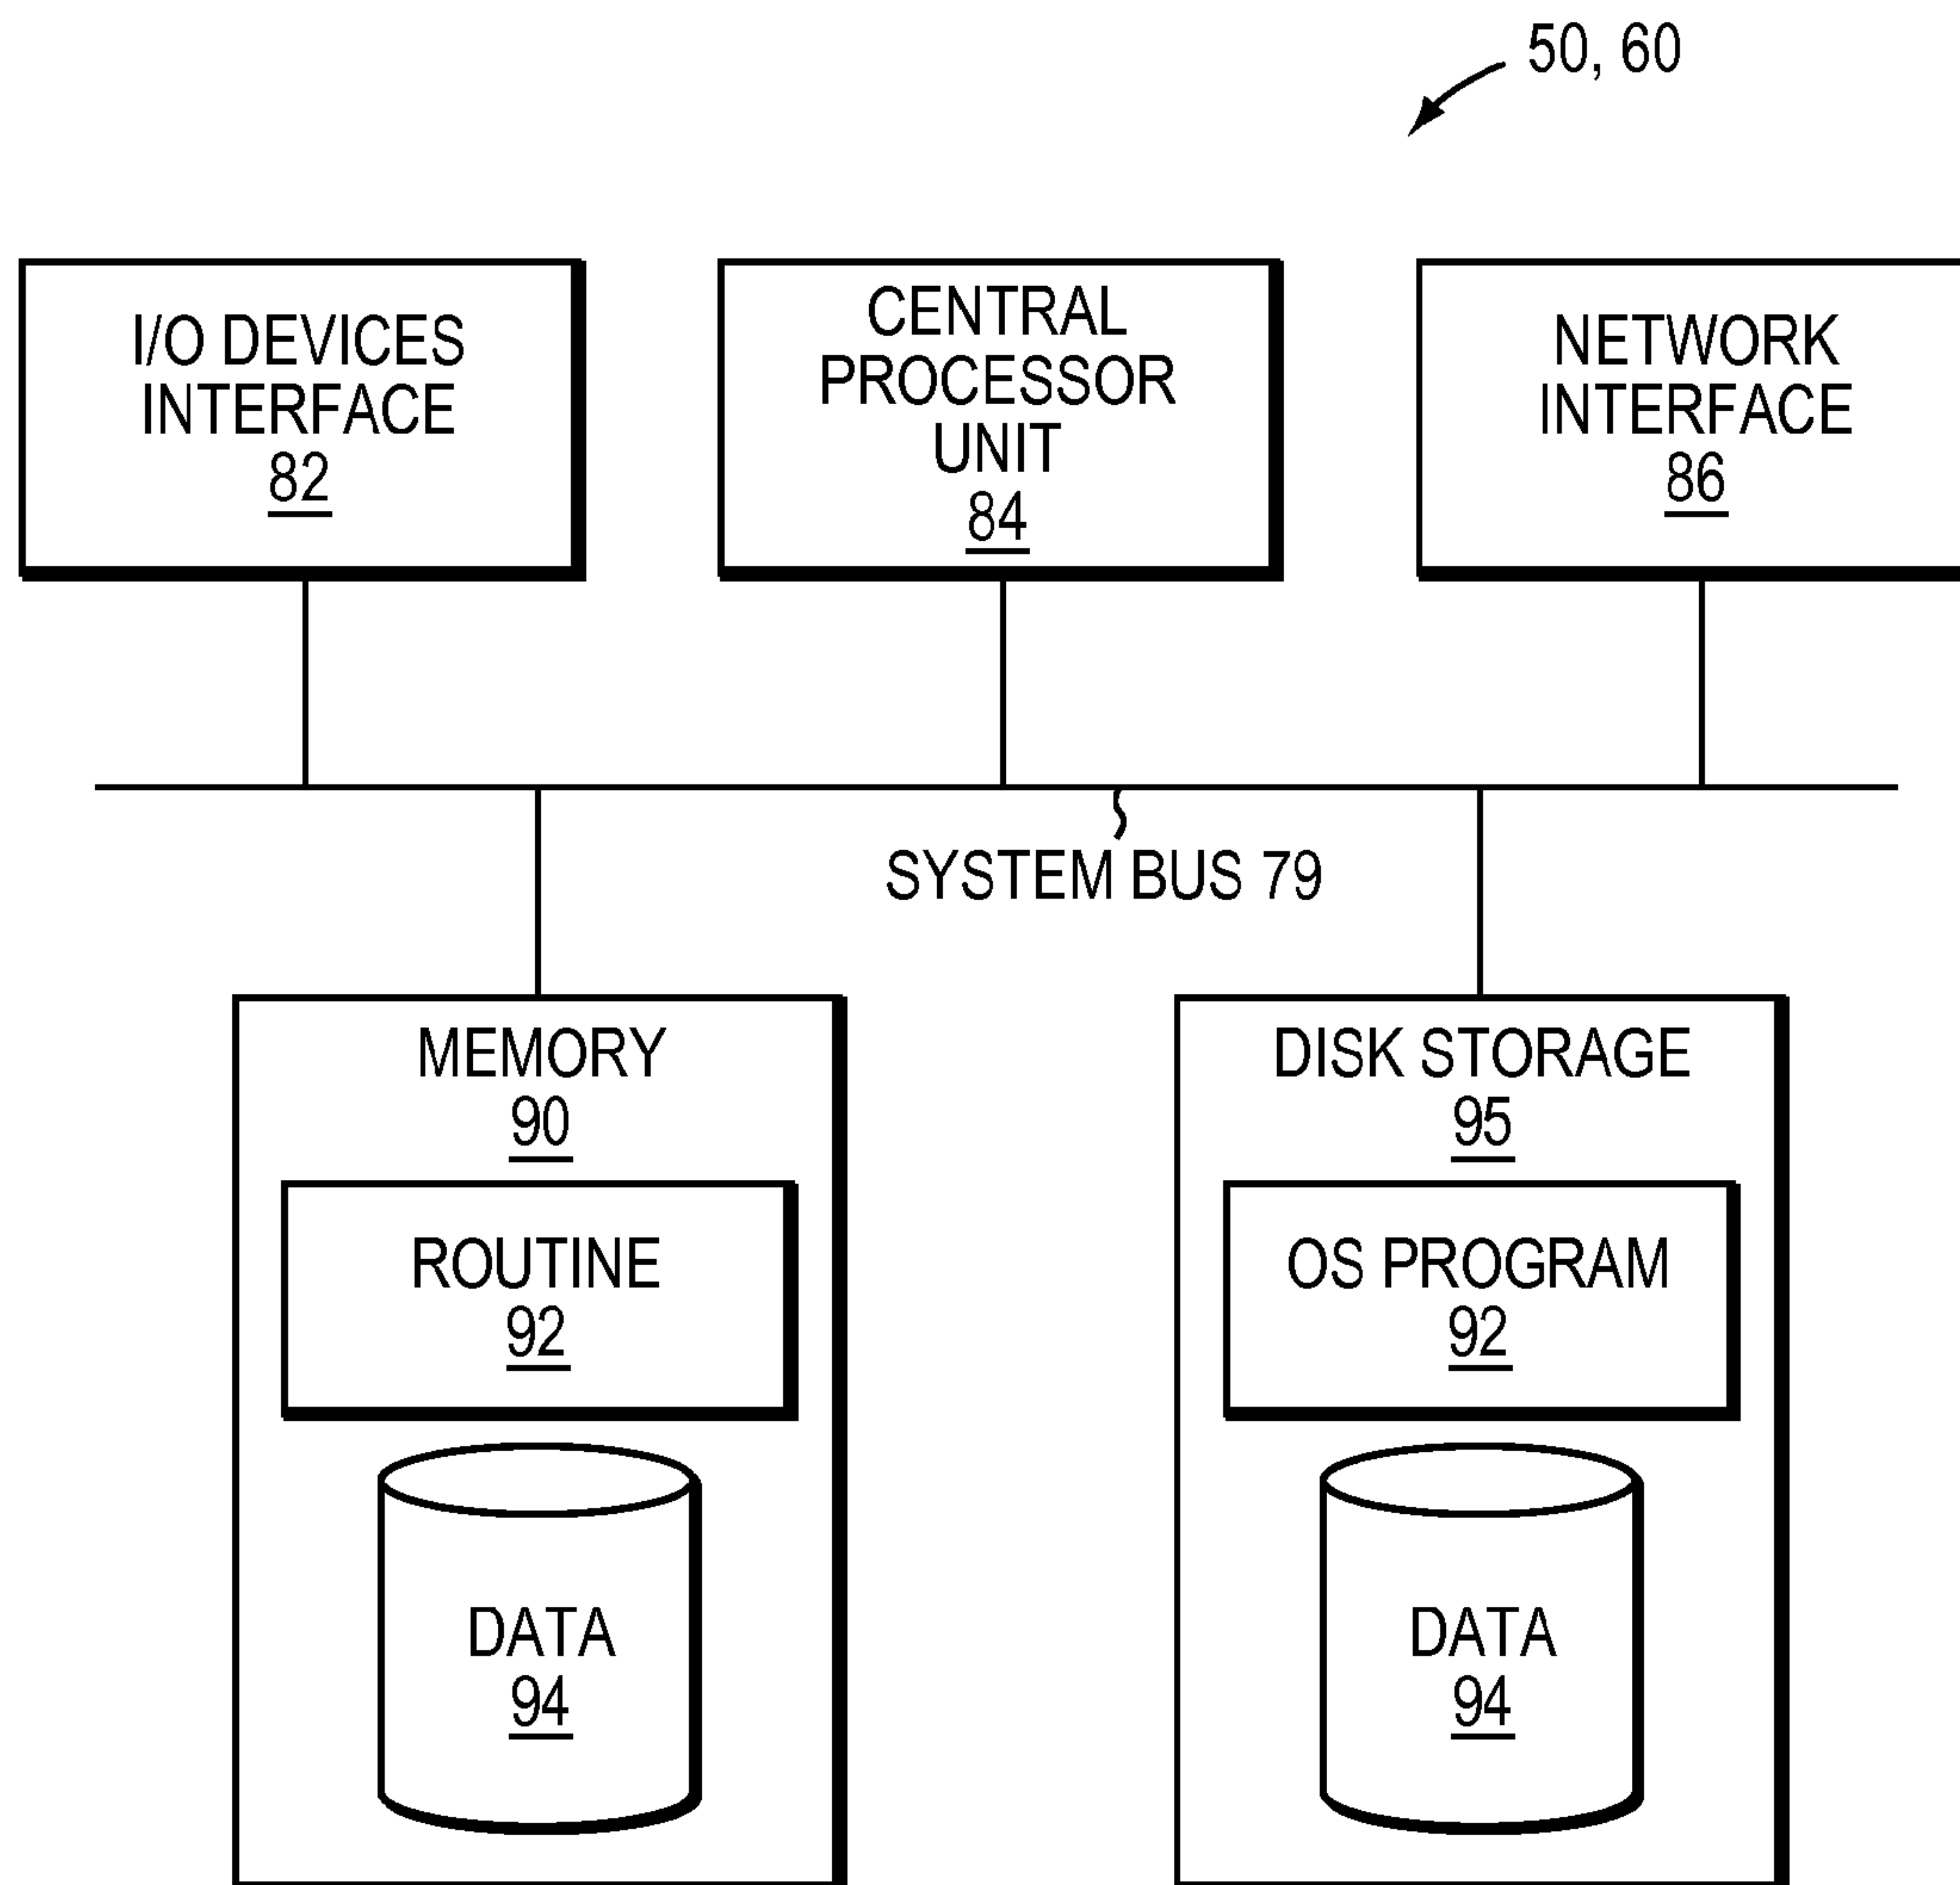 50, 60
I/O DEVICES
INTERFACE
82
CENTRAL
PROCESSOR
UNIT
84
NETWORK
INTERFACE
86
SYSTEM BUS 79
MEMORY
90
ROUTINE
92
DATA
94
DISK STORAGE
95
OS PROGRAM
92
DATA
94